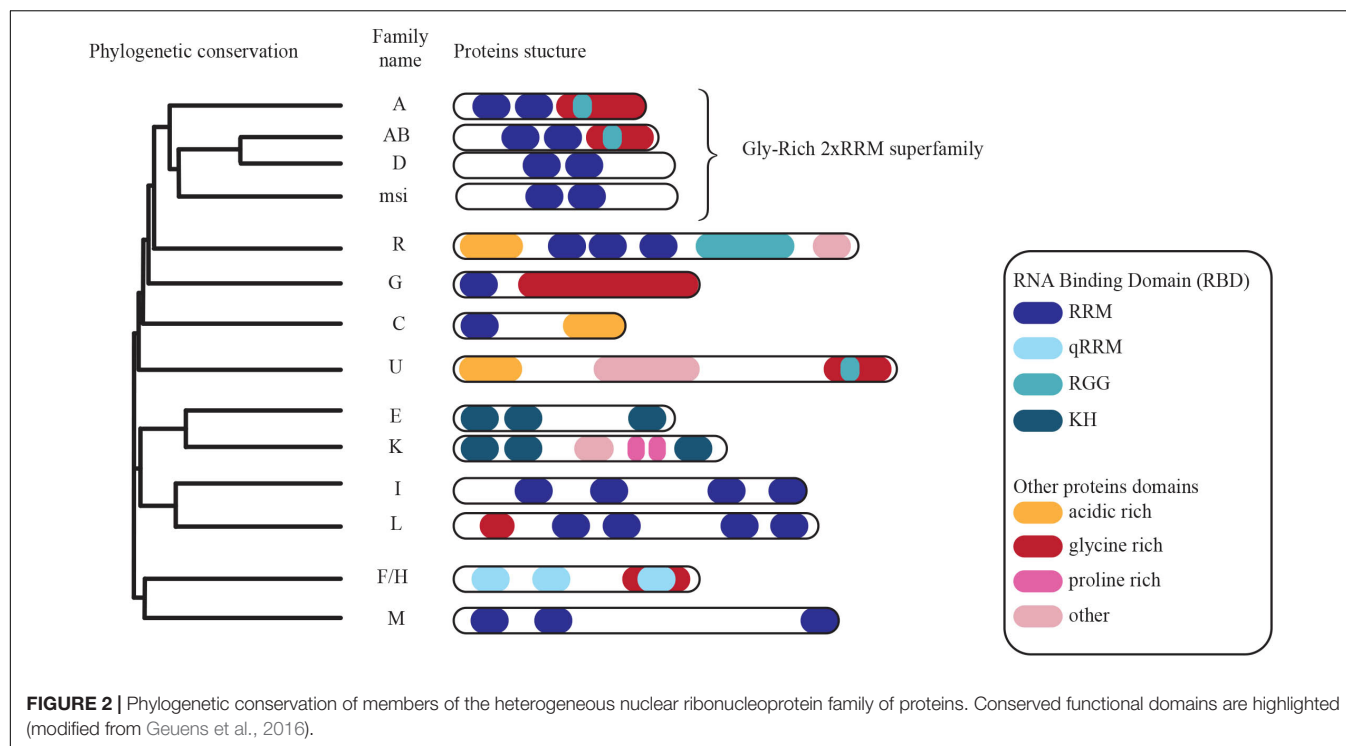 Phylogenetic conservation
Family
name
Proteins stucture
A
AB
D
msi
Gly-Rich 2xRRM superfamily
R
G
C
U
E
K
I
L
F/H
M
RNA Binding Domain (RBD)
RRM
qRRM
RGG
KH
Other proteins domains
acidic rich
glycine rich
proline rich
other
FIGURE 2 | Phylogenetic conservation of members of the heterogeneous nuclear ribonucleoprotein family of proteins. Conserved functional domains are highlighted
(modified from Geuens et al., 2016).